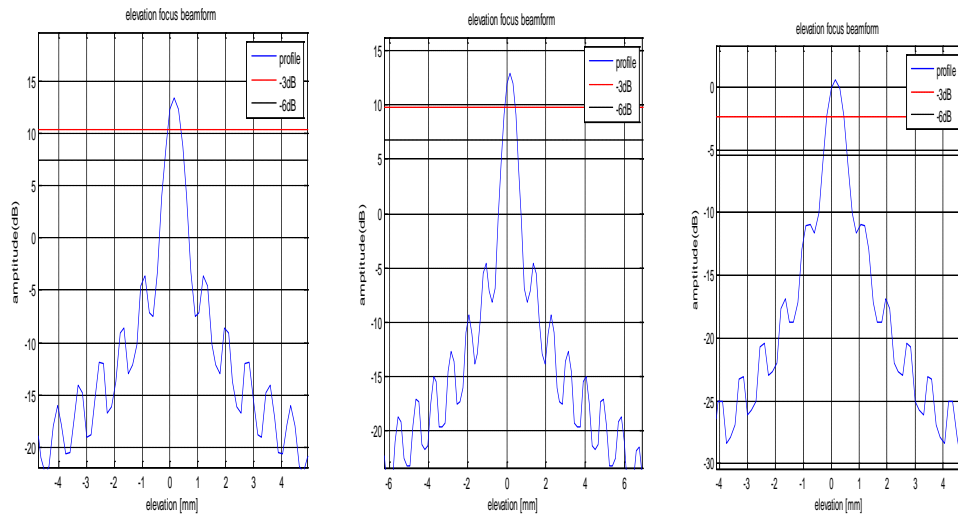 elevation focus beamform
profile
-3dB
-6dB
15
10
5
0
-5
-10
-15
-20
amptitude(dB)
-4 -3 -2 -1 0 1 2 3 4
elevation [mm]
elevation focus beamform
profile
-3dB
-6dB
15
10
5
0
-5
-10
-15
-20
amptitude(dB)
-6 -4 -2 0 2 4 6
elevation [mm]
elevation focus beamform
profile
-3dB
-6dB
0
-5
-10
-15
-20
-25
-30
amptitude(dB)
-4 -3 -2 -1 0 1 2 3 4
elevation [mm]